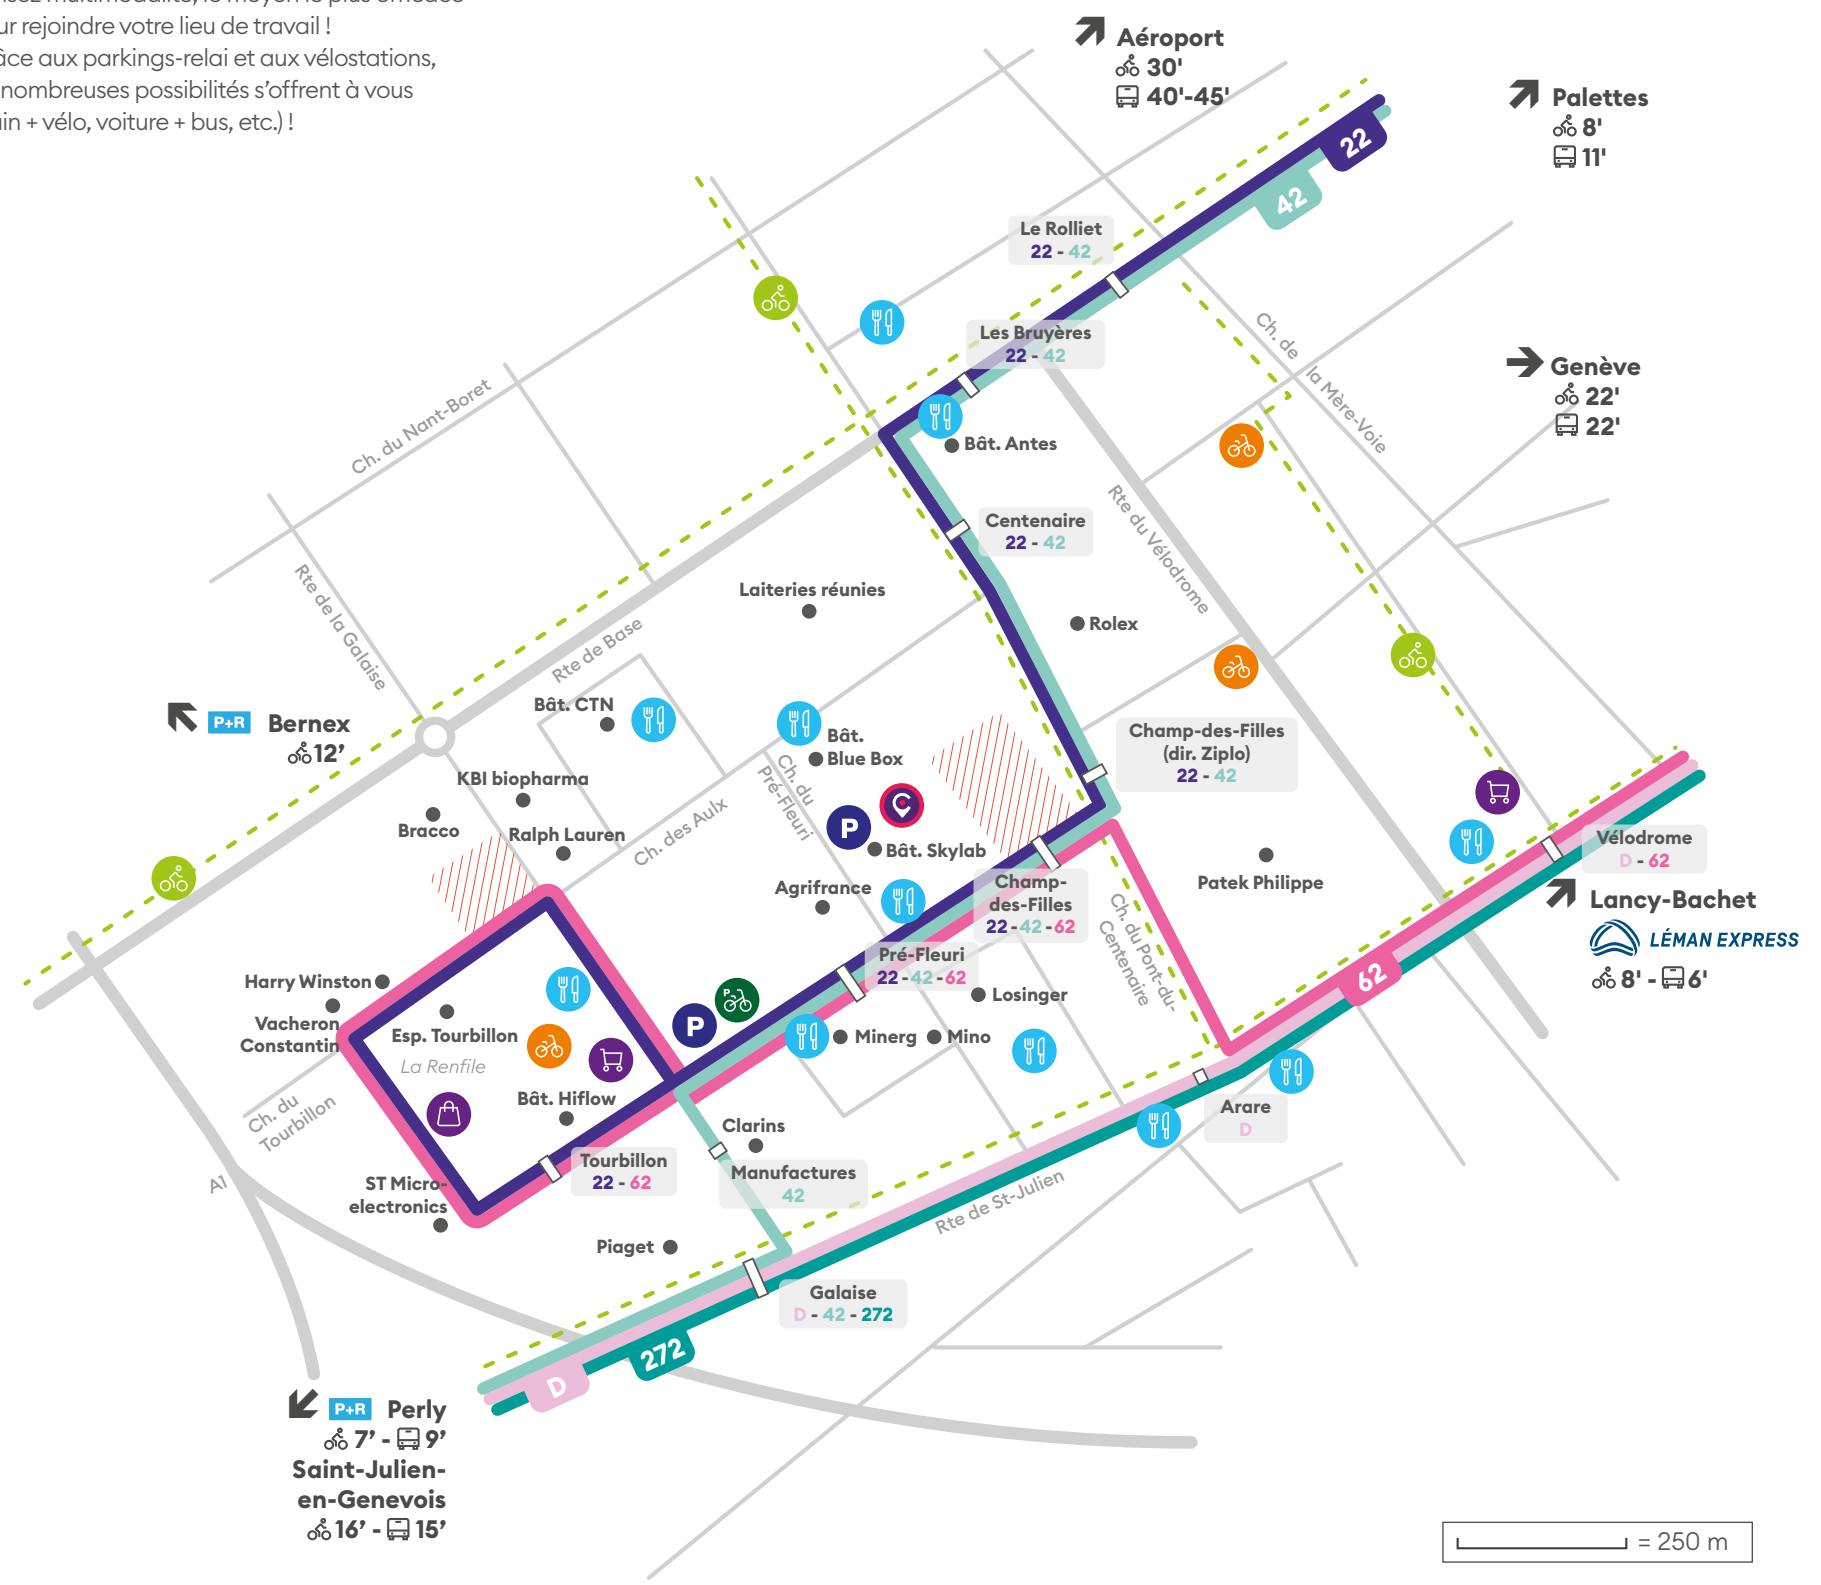 our rejoindre votre lieu de travail !
aux parkings-relai et aux vélostations,
nombreuses possibilités s’offrent à vous
+ vélo, voiture + bus, etc.) !
Aéroport
30'
40'-45'
Palettes
8'
11'
22
42
Le Rolliet
22 - 42
Les Bruyères
22 - 42
Ch. de
la Mère-Voie
Genève
22'
22'
Ch. du Nant-Boret
Bât. Antes
Centenaire
22 - 42
Rte du Vélodrome
Rte de la Galaise
Laiteries réunies
Rolex
Rte de Base
Bât. CTN
P+R Bernex
12’
Bât.
Blue Box
Champ-des-Filles
(dir. Ziplo)
22 - 42
KBI biopharma
Ch. du
Pré-Fleuri
Bracco
Ralph Lauren
Ch. des Aulx
P
Bât. Skylab
Vélodrome
D - 62
Agrifrance
Champ-
des-Filles
22 - 42 - 62
Patek Philippe
Lancy-Bachet
LÉMAN EXPRESS
8' - 6'
Ch. du Pont-du-
Centenaire
Pré-Fleuri
22 - 42 - 62
62
Harry Winston
Losinger
Vacheron
Constantin
Esp. Tourbillon
La Renfile
P
P
Minerg
Mino
Bât. Hiflow
Ch. du
Tourbillon
Arare
D
Clarins
Tourbillon
22 - 62
Manufactures
42
A1
ST Micro-
electronics
Rte de St-Julien
Piaget
Galaise
D - 42 - 272
272
D
P+R Perly
7’ - 9’
Saint-Julien-
en-Genevois
16’ - 15’
= 250 m